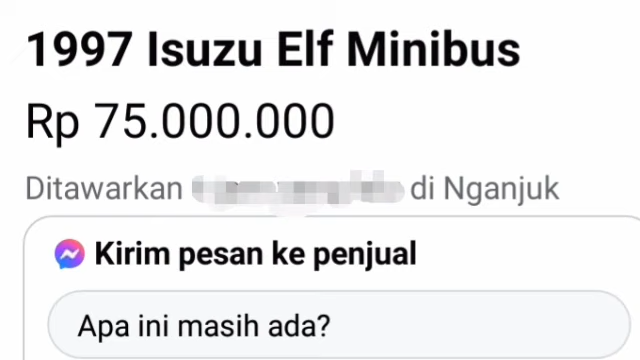 1997 Isuzu Elf Minibus
Rp 75.000.000
Ditawarkan di Nganjuk
Kirim pesan ke penjual
Apa ini masih ada?